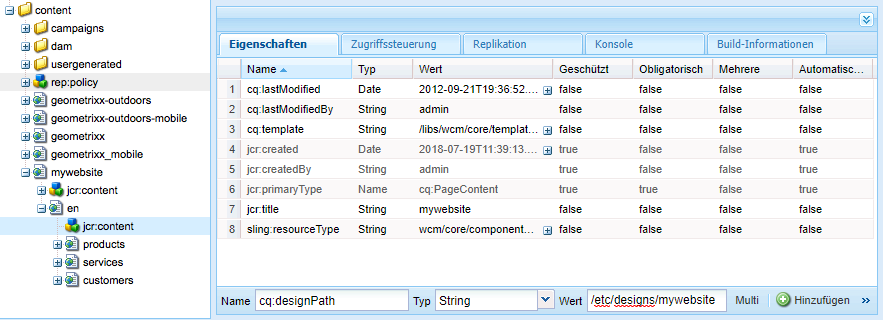 content
campaigns
dam
usergenerated
rep:policy
geometrixx-outdoors
geometrixx-outdoors-mobile
geometrixx
geometrixx_mobile
mywebsite
jcr:content
en
jcr:content
products
services
customers
Eigenschaften Zugriffssteuerung Replikation Konsole Build-Informationen
Name Typ Wert Geschützt Obligatorisch Mehrere Automatisc...
1 cq:lastModified Date 2012-09-21T19:36:52.... false false false false
2 cq:lastModifiedBy String admin false false false false
3 cq:template String /libs/wcm/core/templat... false false false false
4 jcr:created Date 2018-07-19T11:39:13.... true false false true
5 jcr:createdBy String admin true false false true
6 jcr:primaryType Name cq:PageContent true true false true
7 jcr:title String mywebsite false false false false
8 sling:resourceType String wcm/core/componen... false false false false
Name cq:designPath Typ String Wert /etc/designs/mywebsite Multi Hinzufügen »